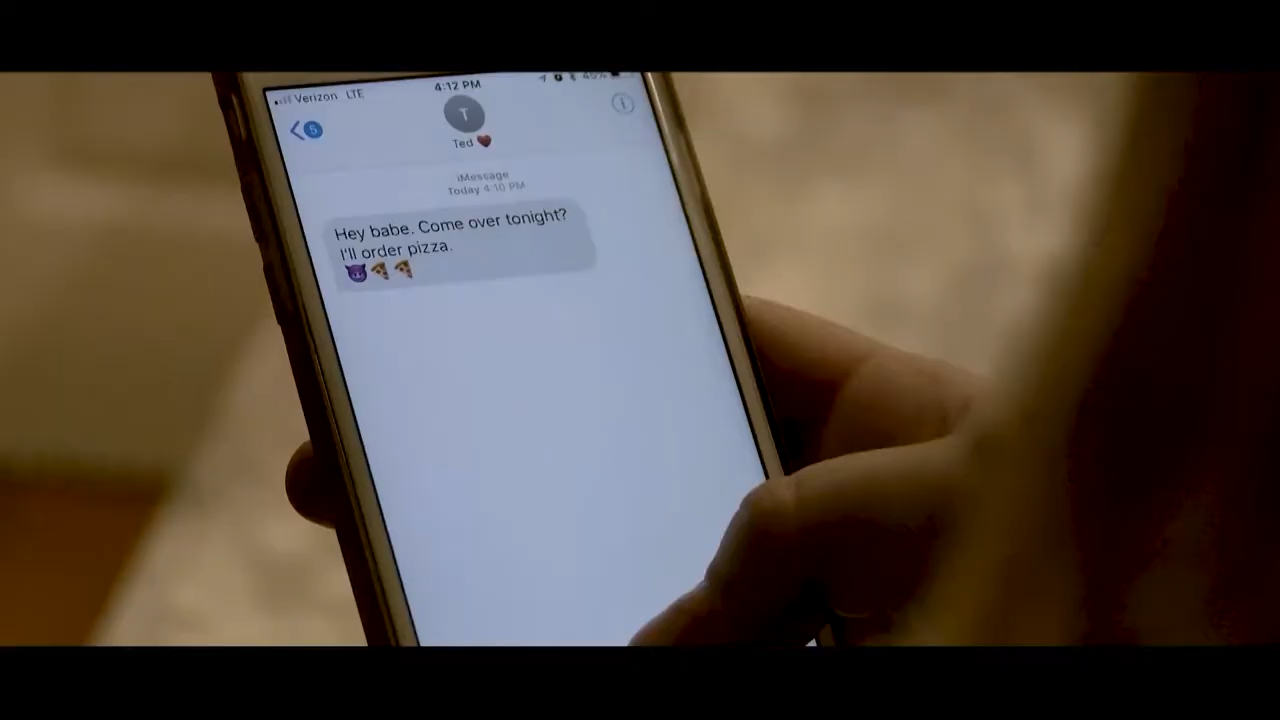 Verizon LTE 4:12 PM 45%
5
T
Ted ❤️
iMessage
Today 4:10 PM
Hey babe. Come over tonight?
I'll order pizza.
😈🍕🍕